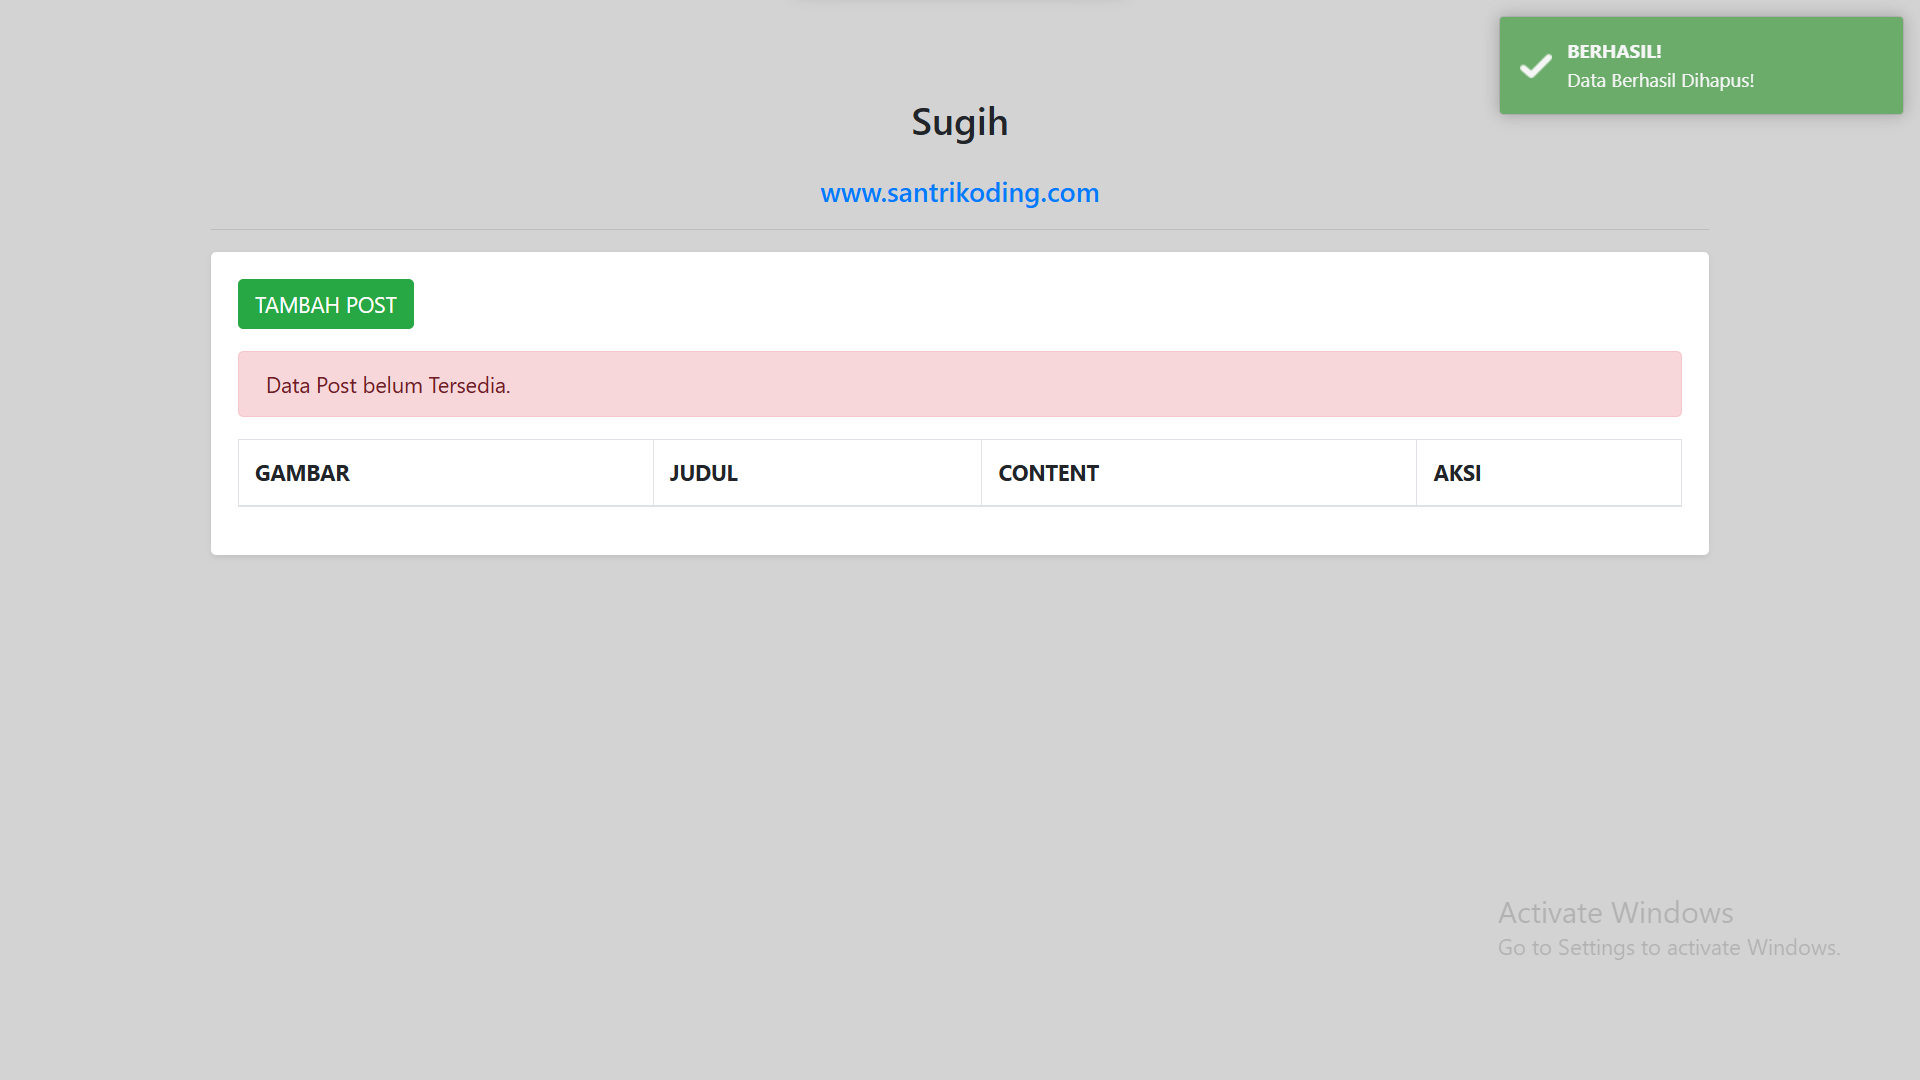 BERHASIL!
Data Berhasil Dihapus!
Sugih
www.santrikoding.com
TAMBAH POST
Data Post belum Tersedia.
GAMBAR JUDUL CONTENT AKSI
Activate Windows
Go to Settings to activate Windows.